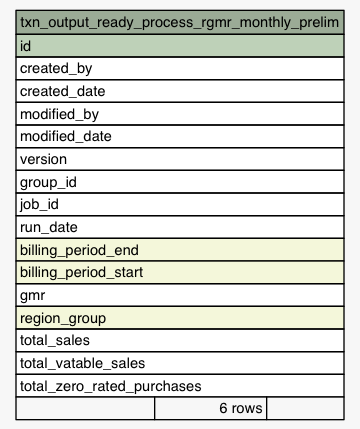 txn_output_ready_process_rgmr_monthly_prelim
id
created_by
created_date
modified_by
modified_date
version
group_id
job_id
run_date
billing_period_end
billing_period_start
gmr
region_group
total_sales
total_vatable_sales
total_zero_rated_purchases
6 rows